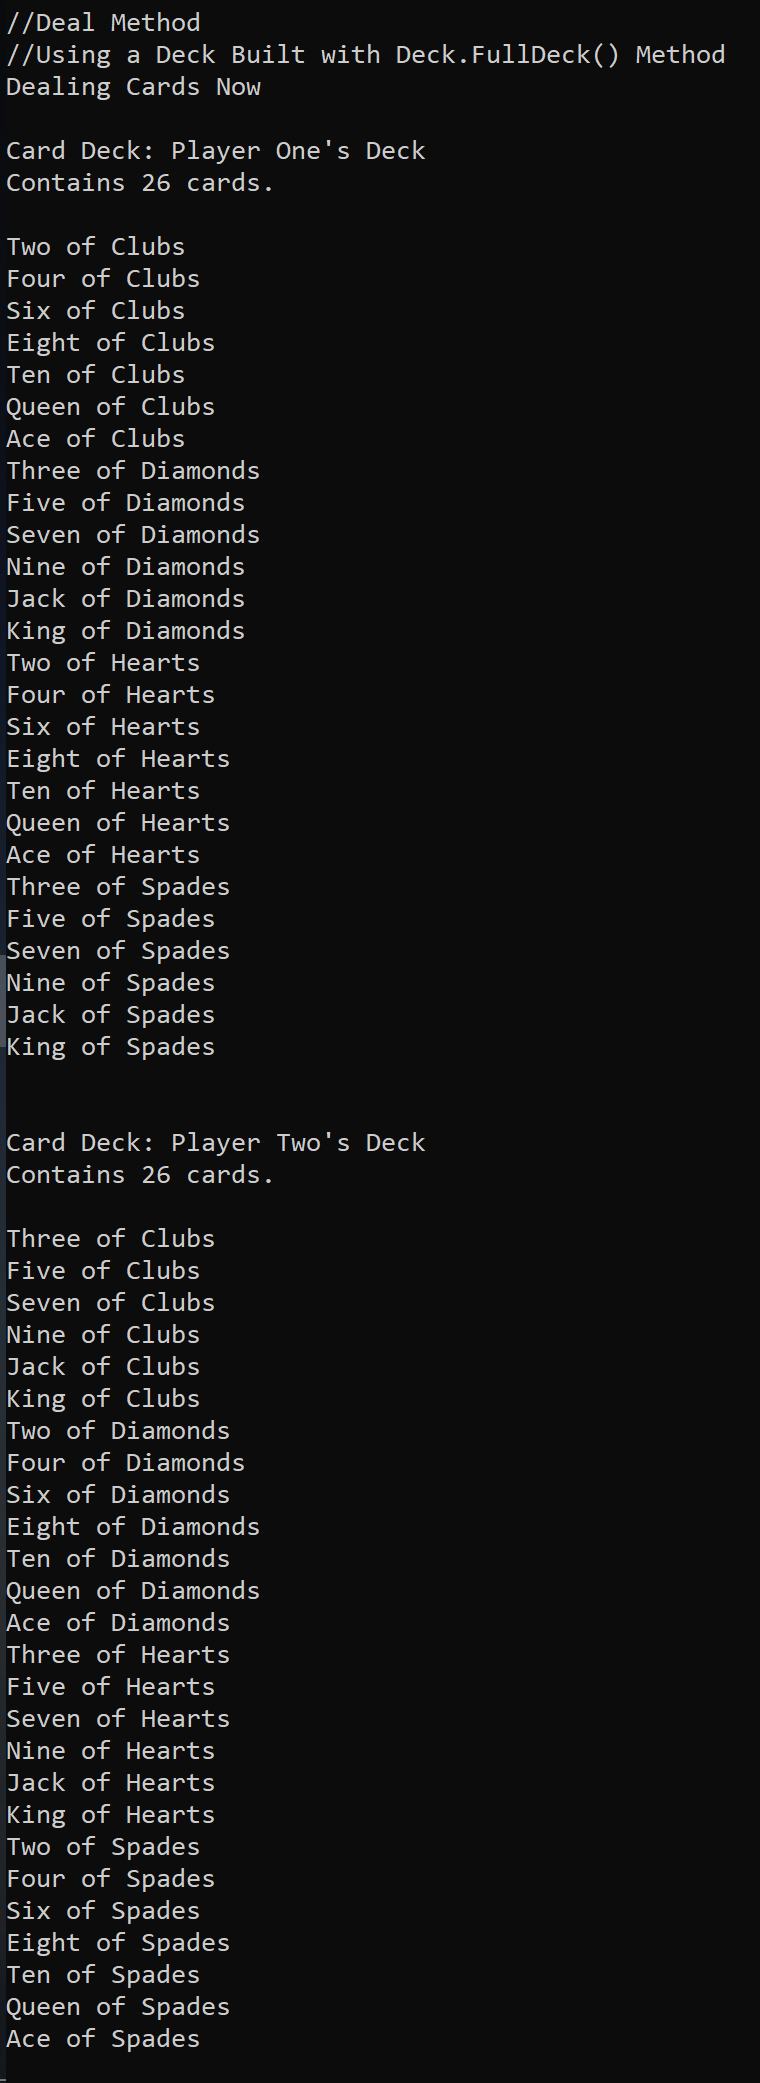 //Deal Method
//Using a Deck Built with Deck.FullDeck() Method
Dealing Cards Now
Card Deck: Player One's Deck
Contains 26 cards.
Two of Clubs
Four of Clubs
Six of Clubs
Eight of Clubs
Ten of Clubs
Queen of Clubs
Ace of Clubs
Three of Diamonds
Five of Diamonds
Seven of Diamonds
Nine of Diamonds
Jack of Diamonds
King of Diamonds
Two of Hearts
Four of Hearts
Six of Hearts
Eight of Hearts
Ten of Hearts
Queen of Hearts
Ace of Hearts
Three of Spades
Five of Spades
Seven of Spades
Nine of Spades
Jack of Spades
King of Spades
Card Deck: Player Two's Deck
Contains 26 cards.
Three of Clubs
Five of Clubs
Seven of Clubs
Nine of Clubs
Jack of Clubs
King of Clubs
Two of Diamonds
Four of Diamonds
Six of Diamonds
Eight of Diamonds
Ten of Diamonds
Queen of Diamonds
Ace of Diamonds
Three of Hearts
Five of Hearts
Seven of Hearts
Nine of Hearts
Jack of Hearts
King of Hearts
Two of Spades
Four of Spades
Six of Spades
Eight of Spades
Ten of Spades
Queen of Spades
Ace of Spades